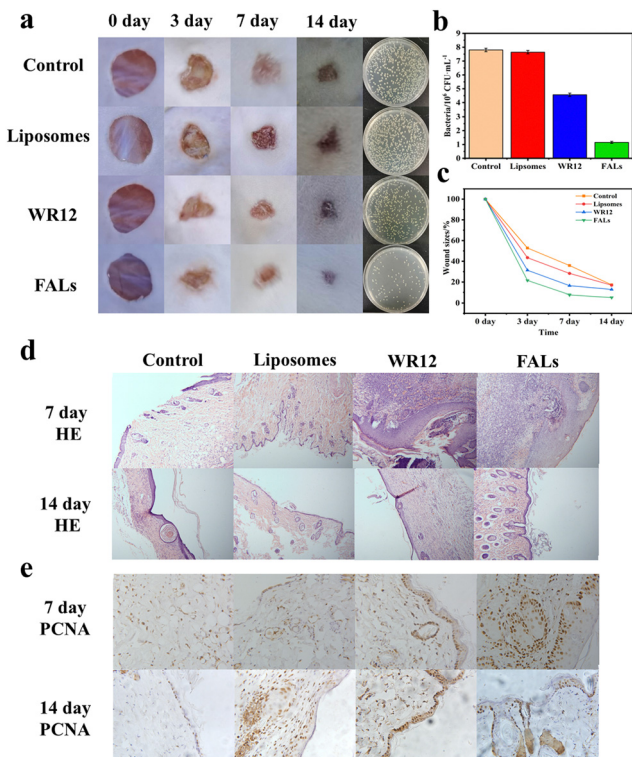 a
0 day 3 day 7 day 14 day
Control
Liposomes
WR12
FALs
b
Bacteria/10⁶ CFU·mL⁻¹
9
8
7
6
5
4
3
2
1
0
Control Lipsomes WR12 FALs
c
Wound sizes/%
100
80
60
40
20
0
Control
Liposomes
WR12
FALs
0 day 3 day 7 day 14 day
Time
d
Control Liposomes WR12 FALs
7 day
HE
14 day
HE
e
7 day
PCNA
14 day
PCNA